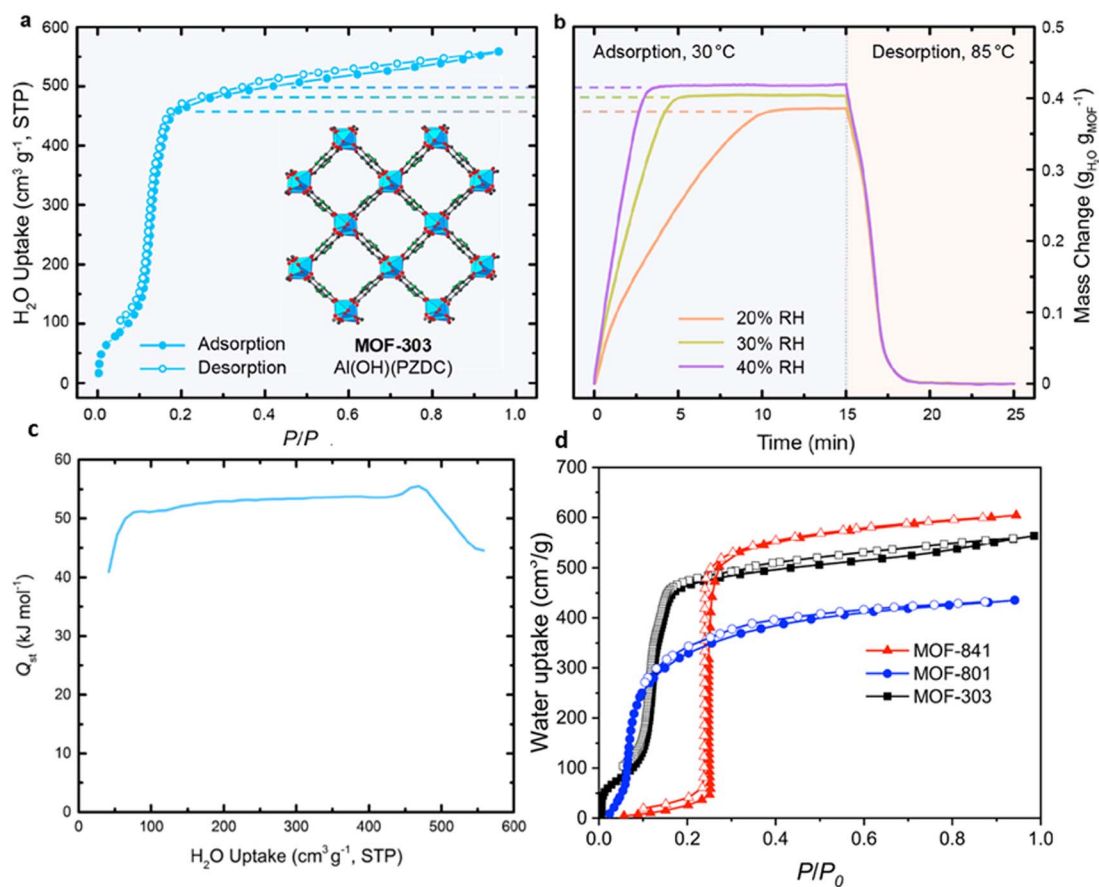 a
600
500
400
300
200
100
0
H2O Uptake (cm3 g-1, STP)
Adsorption
Desorption
MOF-303
Al(OH)(PZDC)
0.0 0.2 0.4 0.6 0.8 1.0
P/P
b
Adsorption, 30 °C
Desorption, 85 °C
20% RH
30% RH
40% RH
0.5
0.4
0.3
0.2
0.1
0
Mass Change (gH2O gMOF-1)
0 5 10 15 20 25
Time (min)
c
60
50
40
30
20
10
0
Qst (kJ mol-1)
0 100 200 300 400 500 600
H2O Uptake (cm3 g-1, STP)
d
700
600
500
400
300
200
100
0
Water uptake (cm3/g)
MOF-841
MOF-801
MOF-303
0.0 0.2 0.4 0.6 0.8 1.0
P/P0